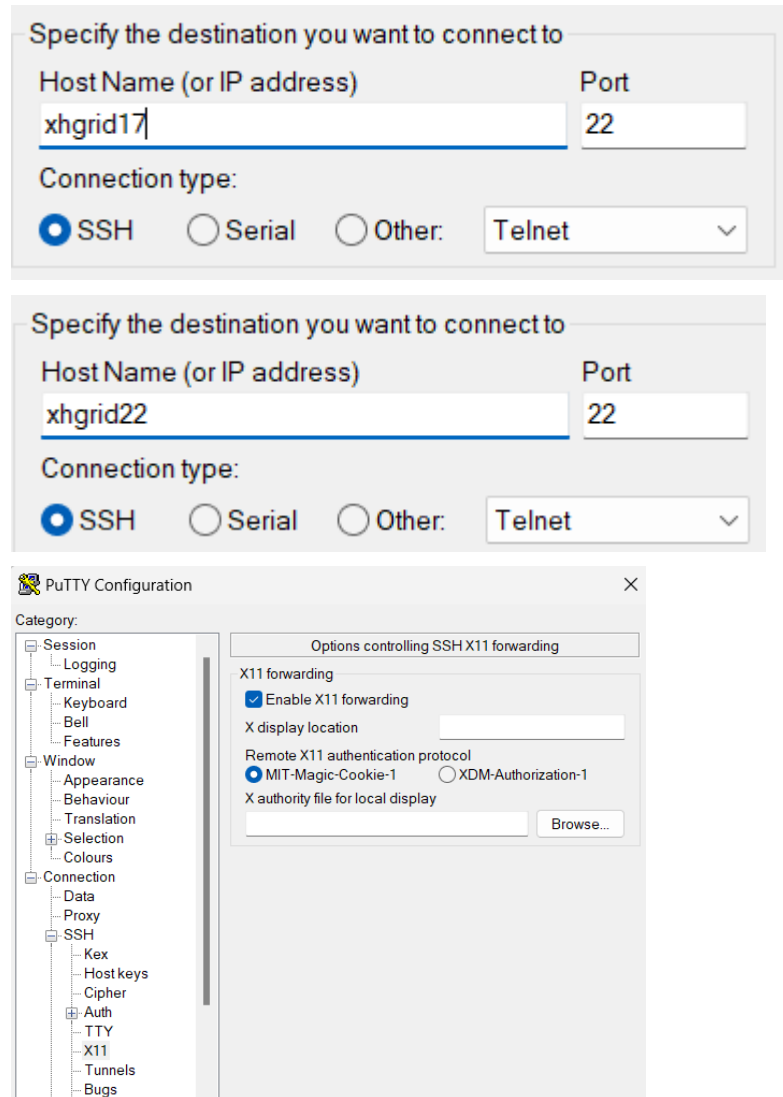 Specify the destination you want to connect to
Host Name (or IP address) Port
xhgrid17 22
Connection type:
SSH Serial Other: Telnet
Specify the destination you want to connect to
Host Name (or IP address) Port
xhgrid22 22
Connection type:
SSH Serial Other: Telnet
PuTTY Configuration
Category:
Session
Logging
Terminal
Keyboard
Bell
Features
Window
Appearance
Behaviour
Translation
Selection
Colours
Connection
Data
Proxy
SSH
Kex
Host keys
Cipher
Auth
TTY
X11
Tunnels
Bugs
Options controlling SSH X11 forwarding
X11 forwarding
Enable X11 forwarding
X display location
Remote X11 authentication protocol
MIT-Magic-Cookie-1 XDM-Authorization-1
X authority file for local display
Browse...